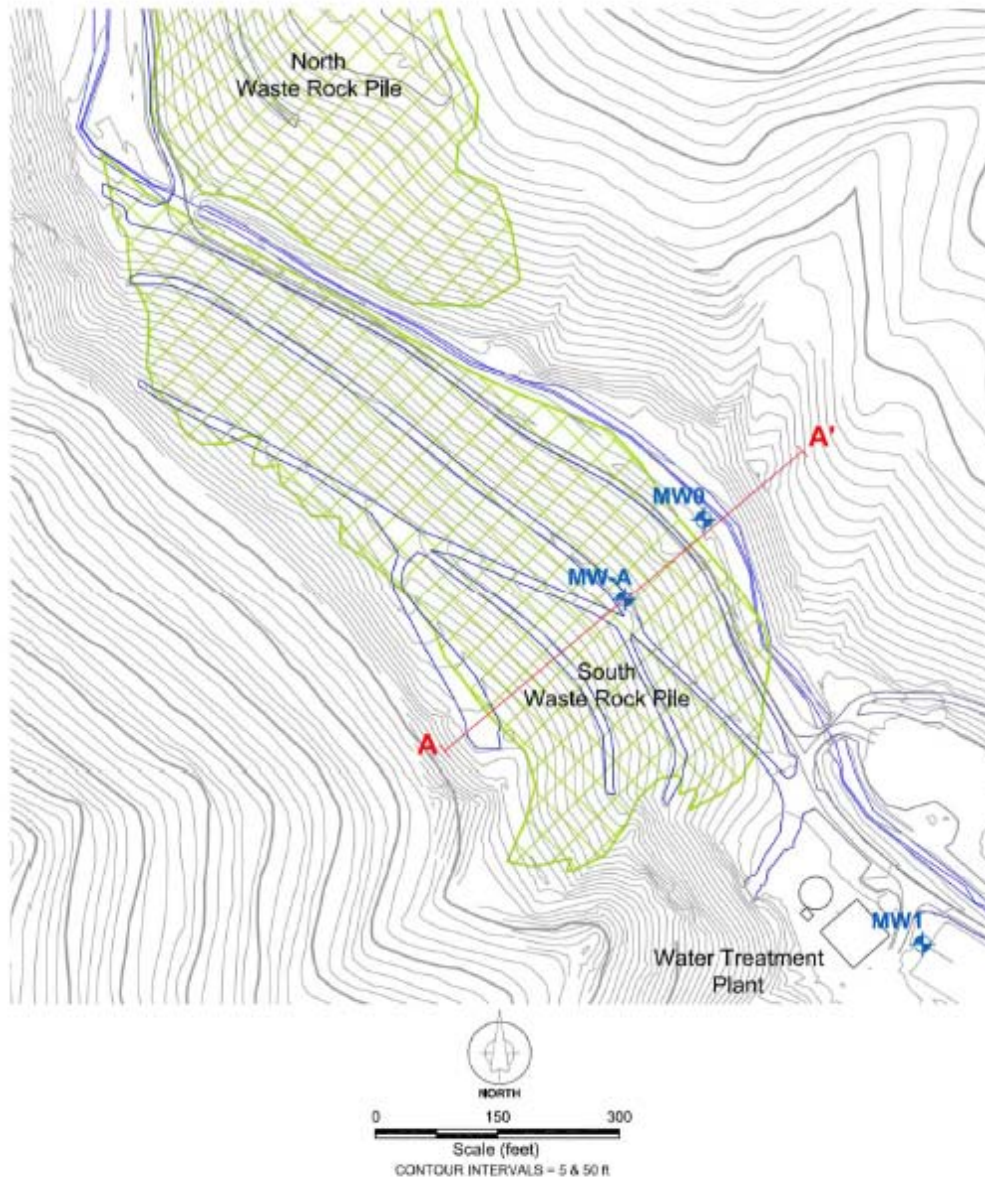 North
Waste Rock Pile
A'
MW0
MW-A
South
Waste Rock Pile
A
MW1
Water Treatment
Plant
NORTH
0 150 300
Scale (feet)
CONTOUR INTERVALS = 5 & 50 ft